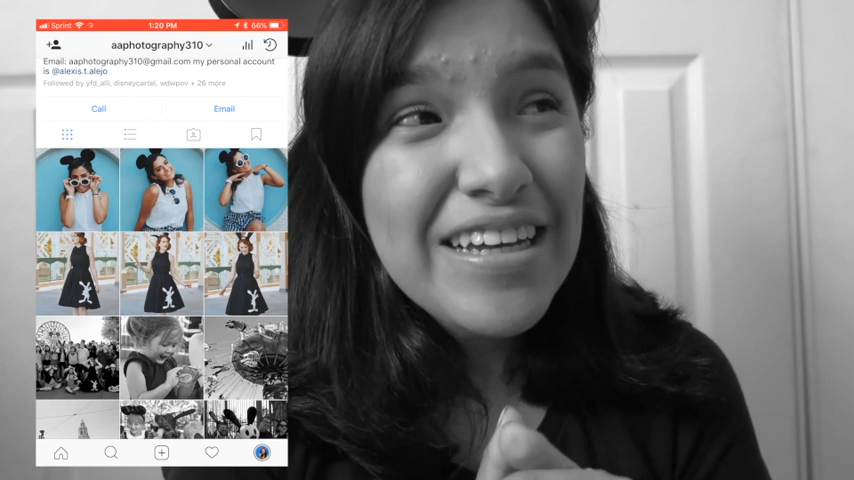 Sprint 1:20 PM 66%
aaphotography310
Email: aaphotography310@gmail.com my personal account
is @alexis.t.alejo
Followed by yfd_alli, disneycartel, wdwpov + 26 more
Call Email